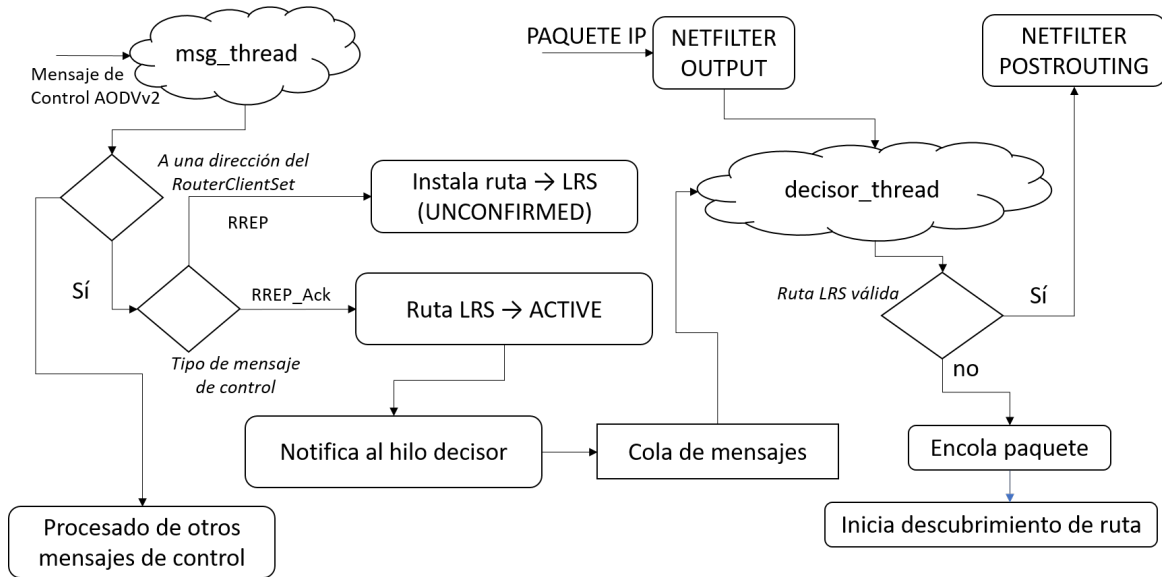 msg_thread
Mensaje de
Control AODVv2
A una dirección del
RouterClientSet
RREP
Instala ruta → LRS
(UNCONFIRMED)
Sí
RREP_Ack
Ruta LRS → ACTIVE
Tipo de mensaje
de control
Notifica al hilo decisor
Cola de mensajes
Procesado de otros
mensajes de control
PAQUETE IP
NETFILTER
OUTPUT
NETFILTER
POSTROUTING
decisor_thread
Ruta LRS válida
Sí
no
Encola paquete
Inicia descubrimiento de ruta